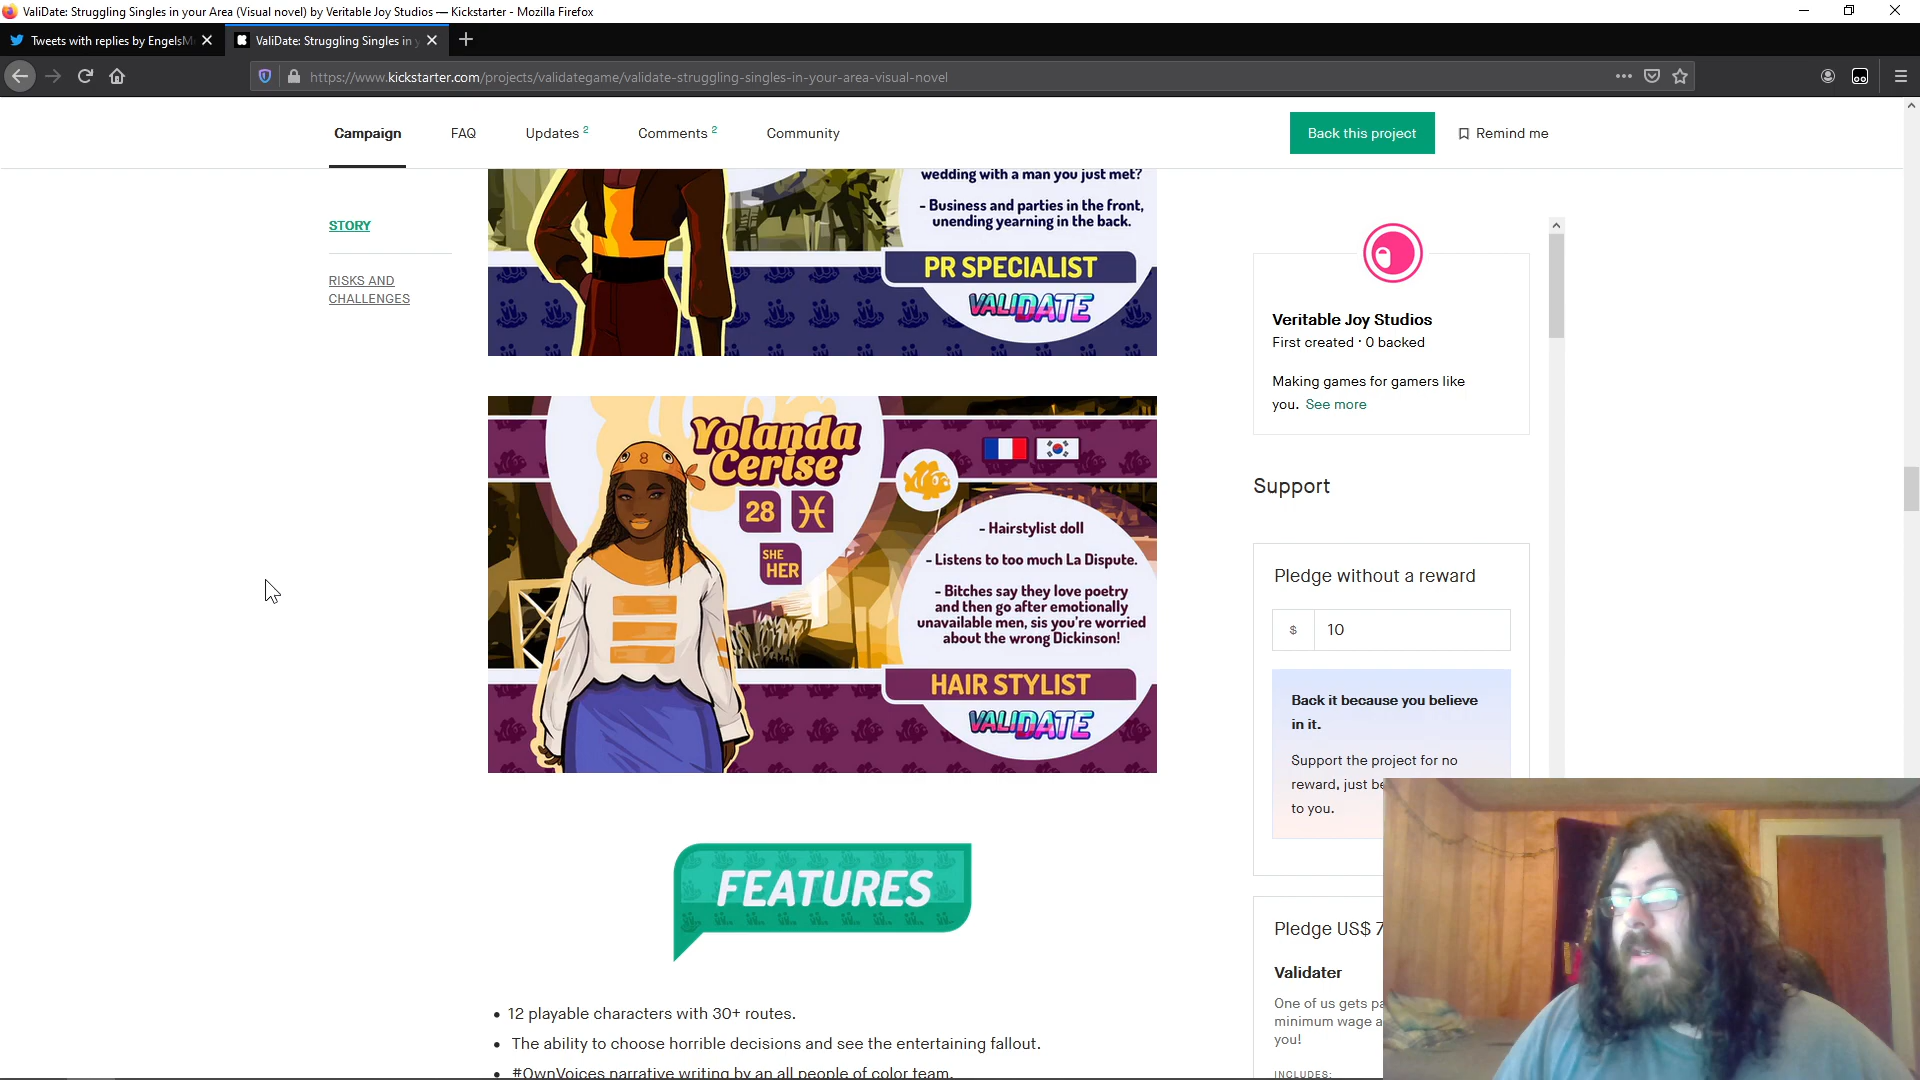 ValiDate: Struggling Singles in your Area (Visual novel) by Veritable Joy Studios — Kickstarter - Mozilla Firefox
Tweets with replies by EngelsM
ValiDate: Struggling Singles in y
https://www.kickstarter.com/projects/validategame/validate-struggling-singles-in-your-area-visual-novel
Campaign
FAQ
Updates 2
Comments 2
Community
Back this project
Remind me
STORY
RISKS AND
CHALLENGES
wedding with a man you just met?
- Business and parties in the front,
unending yearning in the back.
PR SPECIALIST
VALIDATE
Yolanda
Cerise
28
SHE
HER
- Hairstylist doll
- Listens to too much La Dispute.
- Bitches say they love poetry
and then go after emotionally
unavailable men, sis you're worried
about the wrong Dickinson!
HAIR STYLIST
VALIDATE
FEATURES
• 12 playable characters with 30+ routes.
• The ability to choose horrible decisions and see the entertaining fallout.
• #OwnVoices narrative writing by an all people of color team.
Veritable Joy Studios
First created · 0 backed
Making games for gamers like
you. See more
Support
Pledge without a reward
$ 10
Back it because you believe
in it.
Support the project for no
reward, just be
to you.
Pledge US$ 7
Validater
One of us gets pa
minimum wage a
you!
INCLUDES: